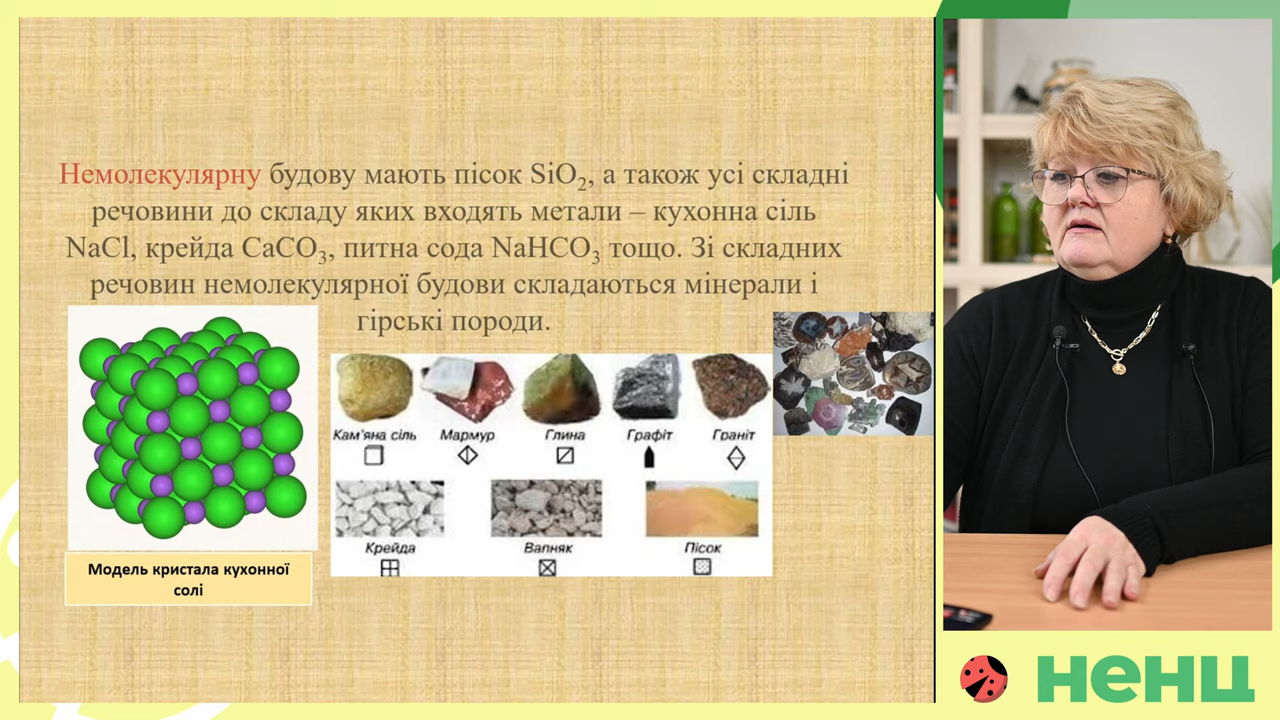 Немолекулярну будову мають пісок SiO₂, а також усі складні
речовини до складу яких входять метали – кухонна сіль
NaCl, крейда CaCO₃, питна сода NaHCO₃ тощо. Зі складних
речовин немолекулярної будови складаються мінерали і
гірські породи.
Кам'яна сіль Мармур Глина Графіт Граніт
Крейда Вапняк Пісок
Модель кристала кухонної
солі
ненц